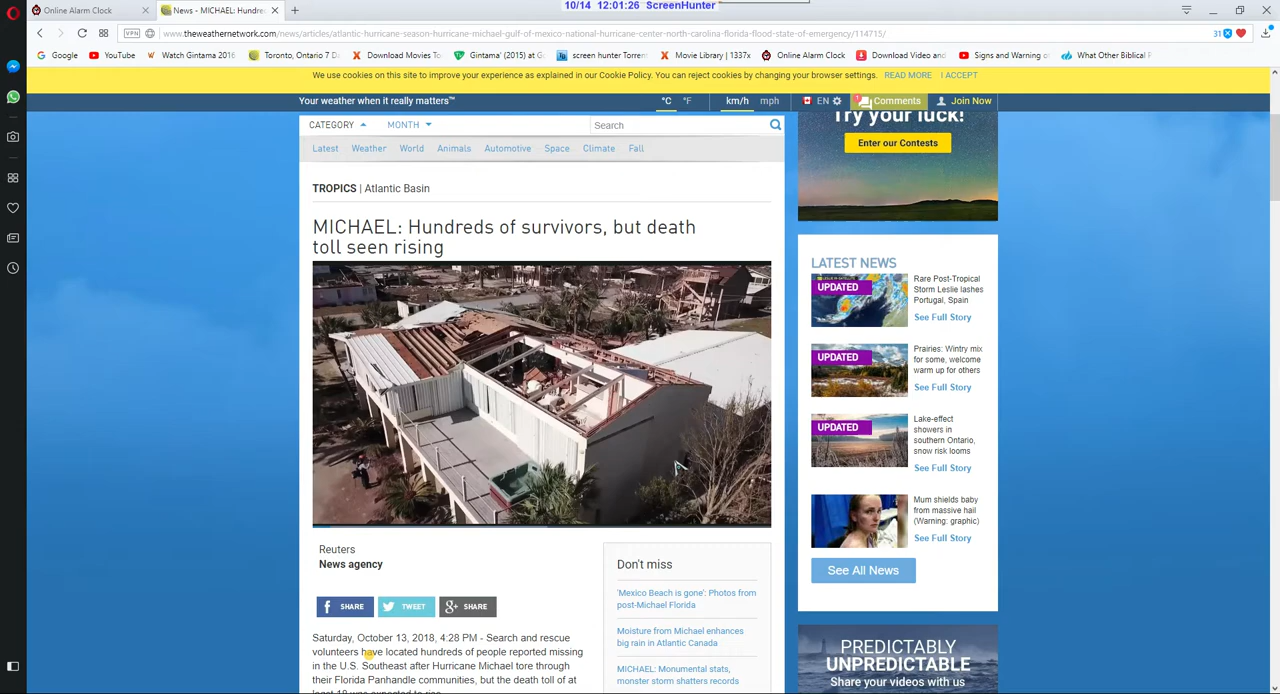 10/14 12:01:26 ScreenHunter
Online Alarm Clock
News - MICHAEL: Hundre
VPN
www.theweathernetwork.com/news/articles/atlantic-hurricane-season-hurricane-michael-gulf-of-mexico-national-hurricane-center-north-carolina-florida-flood-state-of-emergency/114715/
31
Google
YouTube
Watch Gintama 2016
Toronto, Ontario 7 D
Download Movies To
Gintama' (2015) at G
screen hunter Torren
Movie Library | 1337x
Online Alarm Clock
Download Video and
Signs and Warning o
What Other Biblical P
We use cookies on this site to improve your experience as explained in our Cookie Policy. You can reject cookies by changing your browser settings. READ MORE | I ACCEPT
Your weather when it really matters™
°C °F
km/h mph
EN
Comments
Join Now
CATEGORY
MONTH
Search
Latest Weather World Animals Automotive Space Climate Fall
Try your luck!
Enter our Contests
TROPICS | Atlantic Basin
MICHAEL: Hundreds of survivors, but death
toll seen rising
LATEST NEWS
UPDATED
Rare Post-Tropical
Storm Leslie lashes
Portugal, Spain
See Full Story
UPDATED
Prairies: Wintry mix
for some, welcome
warm up for others
See Full Story
UPDATED
Lake-effect
showers in
southern Ontario,
snow risk looms
See Full Story
Mum shields baby
from massive hail
(Warning: graphic)
See Full Story
See All News
Reuters
News agency
SHARE
TWEET
g+ SHARE
Saturday, October 13, 2018, 4:28 PM - Search and rescue
volunteers have located hundreds of people reported missing
in the U.S. Southeast after Hurricane Michael tore through
their Florida Panhandle communities, but the death toll of at
least 18 was expected to rise.
Don't miss
'Mexico Beach is gone': Photos from
post-Michael Florida
Moisture from Michael enhances
big rain in Atlantic Canada
MICHAEL: Monumental stats,
monster storm shatters records
PREDICTABLY
UNPREDICTABLE
Share your videos with us